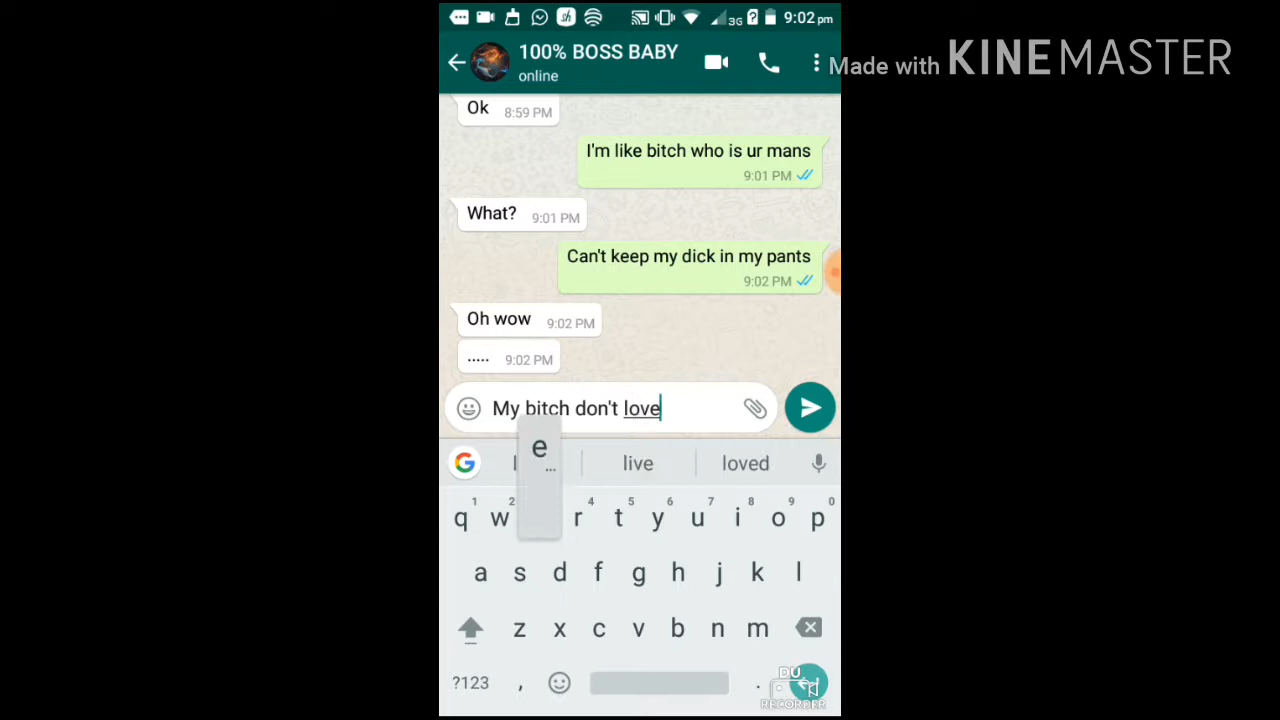 3G 9:02 pm
100% BOSS BABY
online
Made with KINEMASTER
Ok 8:59 PM
I'm like bitch who is ur mans
9:01 PM
What? 9:01 PM
Can't keep my dick in my pants
9:02 PM
Oh wow 9:02 PM
..... 9:02 PM
My bitch don't love
e
...
live loved
1 2 4 5 6 7 8 9 0
q w r t y u i o p
a s d f g h j k l
z x c v b n m
?123 , .
DU
RECORDER